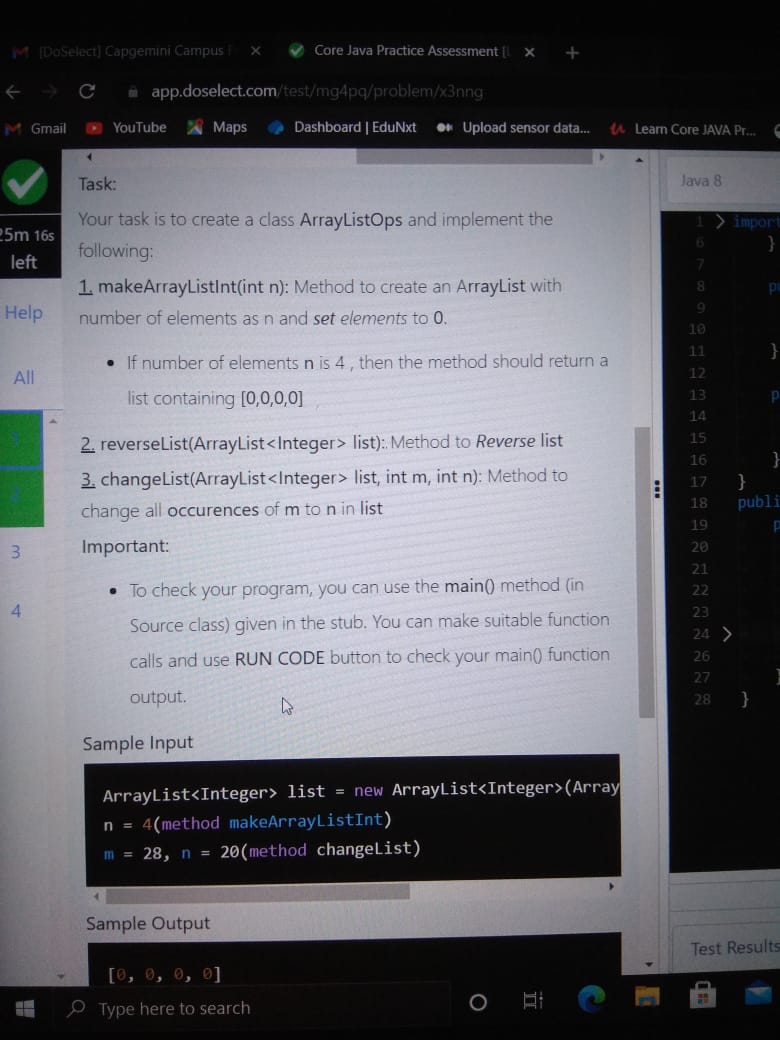 [DoSelect] Capgemini Campus
Core Java Practice Assessment [L
app.doselect.com/test/mg4pq/problem/x3nng
Gmail YouTube Maps Dashboard | EduNxt Upload sensor data... Learn Core JAVA Pr...
Task:
Your task is to create a class ArrayListOps and implement the
following:
1. makeArrayListInt(int n): Method to create an ArrayList with
number of elements as n and set elements to 0.
• If number of elements n is 4 , then the method should return a
list containing [0,0,0,0]
2. reverseList(ArrayList<Integer> list):. Method to Reverse list
3. changeList(ArrayList<Integer> list, int m, int n): Method to
change all occurences of m to n in list
Important:
• To check your program, you can use the main() method (in
Source class) given in the stub. You can make suitable function
calls and use RUN CODE button to check your main() function
output.
Sample Input
ArrayList<Integer> list = new ArrayList<Integer>(Array
n = 4(method makeArrayListInt)
m = 28, n = 20(method changeList)
Sample Output
[0, 0, 0, 0]
25m 16s
left
Help
All
1
2
3
4
Java 8
1 > import
6 }
7
8 pu
9
10
11 }
12
13 p
14
15
16 }
17 }
18 publi
19 p
20
21
22
23
24 >
26
27 }
28 }
Test Results
Type here to search